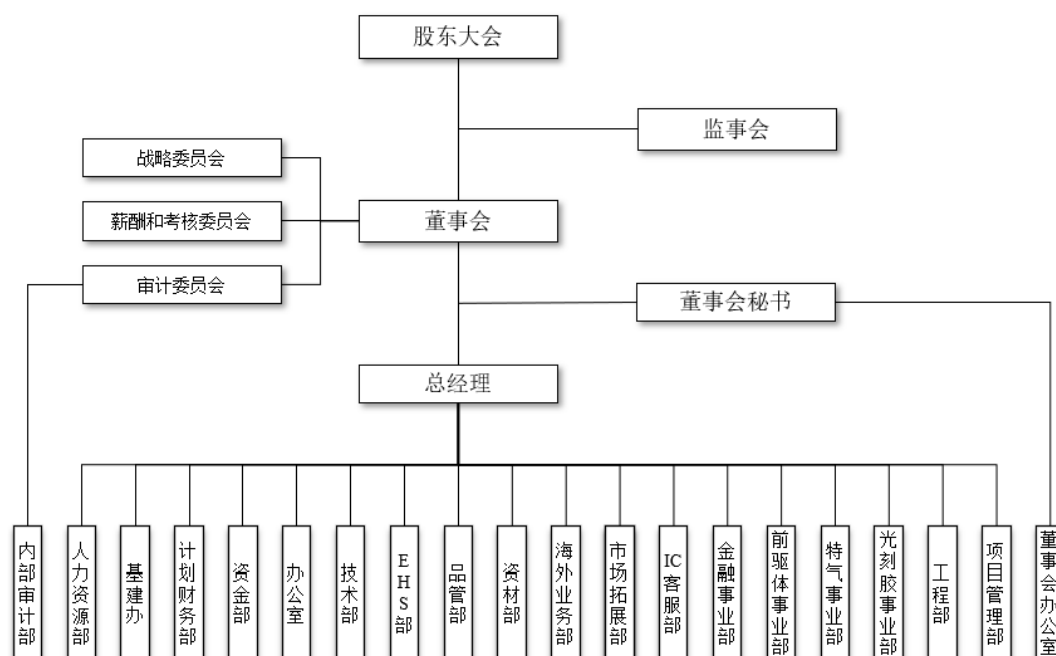 股东大会
监事会
战略委员会
薪酬和考核委员会
董事会
审计委员会
董事会秘书
总经理
内部审计部
人力资源部
基建办
计划财务部
资金部
办公室
技术部
EHS部
品管部
资材部
海外业务部
市场拓展部
IC客服部
金融事业部
前驱体事业部
特气事业部
光刻胶事业部
工程部
项目管理部
董事会办公室